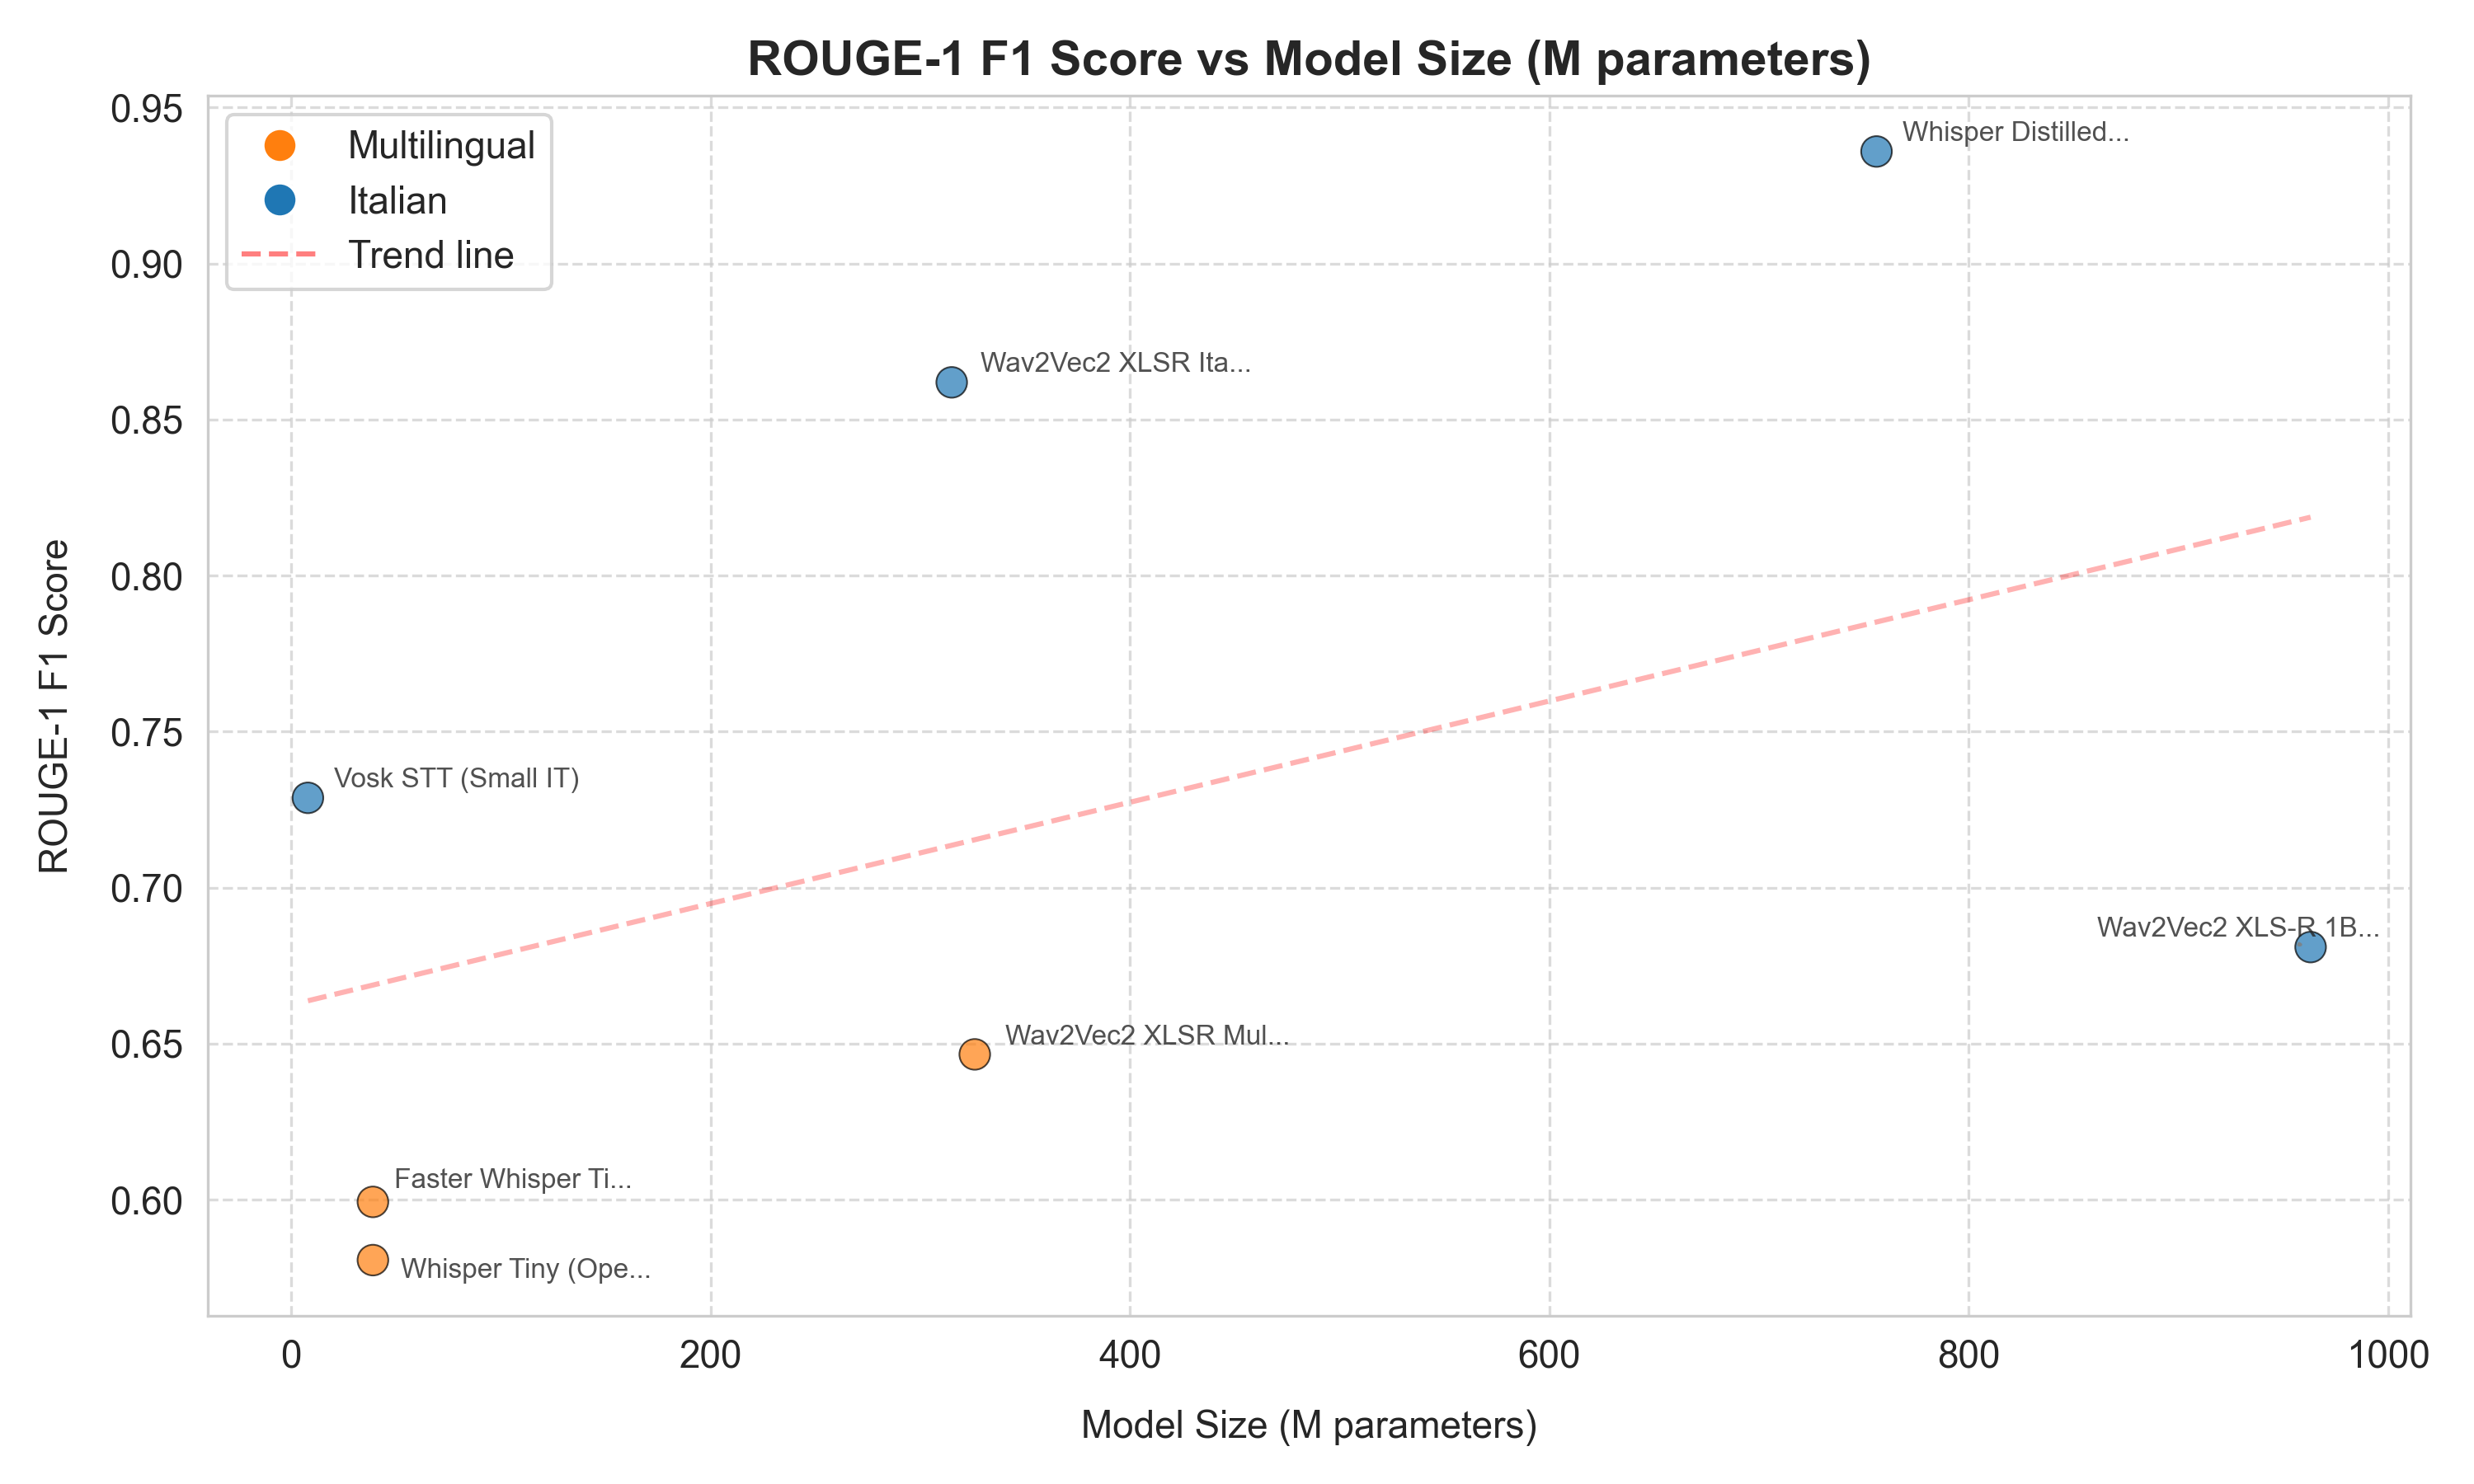 ROUGE-1 F1 Score vs Model Size (M parameters)
0.95
0.90
0.85
0.80
0.75
0.70
0.65
0.60
ROUGE-1 F1 Score
Multilingual
Italian
Trend line
Whisper Distilled...
Wav2Vec2 XLSR Ita...
Vosk STT (Small IT)
Wav2Vec2 XLS-R 1B...
Wav2Vec2 XLSR Mul...
Faster Whisper Ti...
Whisper Tiny (Ope...
0 200 400 600 800 1000
Model Size (M parameters)